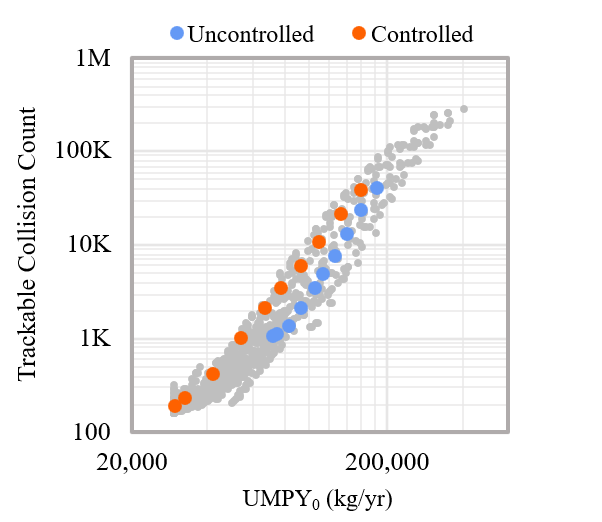 Uncontrolled Controlled
1M
100K
10K
1K
100
Trackable Collision Count
20,000 200,000
UMPY₀ (kg/yr)